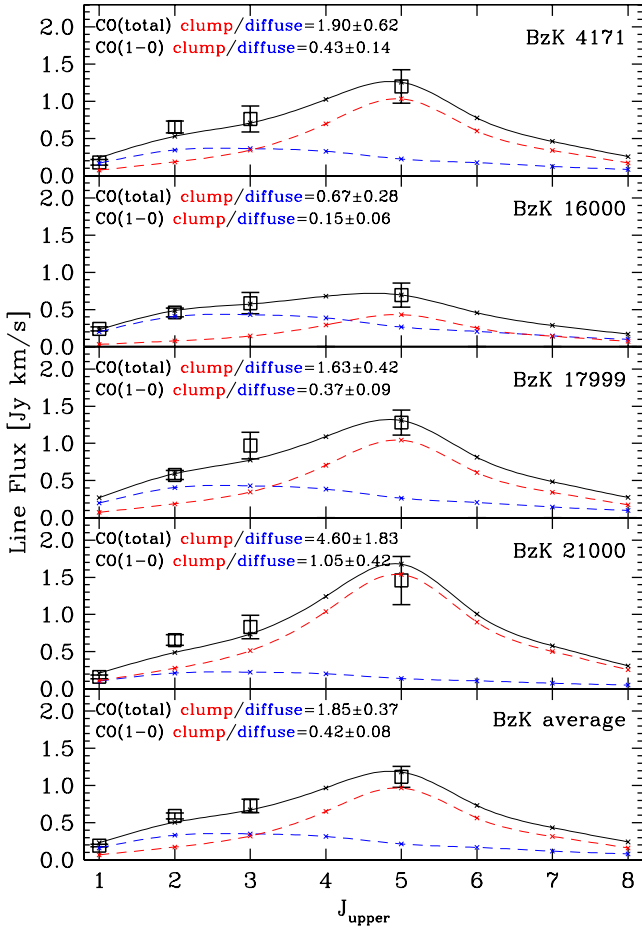 CO(total) clump/diffuse=1.90±0.62
CO(1-0) clump/diffuse=0.43±0.14
BzK 4171
2.0
1.5
1.0
0.5
0.0
CO(total) clump/diffuse=0.67±0.28
CO(1-0) clump/diffuse=0.15±0.06
BzK 16000
2.0
1.5
1.0
0.5
0.0
CO(total) clump/diffuse=1.63±0.42
CO(1-0) clump/diffuse=0.37±0.09
BzK 17999
2.0
1.5
1.0
0.5
0.0
CO(total) clump/diffuse=4.60±1.83
CO(1-0) clump/diffuse=1.05±0.42
BzK 21000
2.0
1.5
1.0
0.5
0.0
CO(total) clump/diffuse=1.85±0.37
CO(1-0) clump/diffuse=0.42±0.08
BzK average
2.0
1.5
1.0
0.5
0.0
Line Flux [Jy km/s]
1 2 3 4 5 6 7 8
J_upper